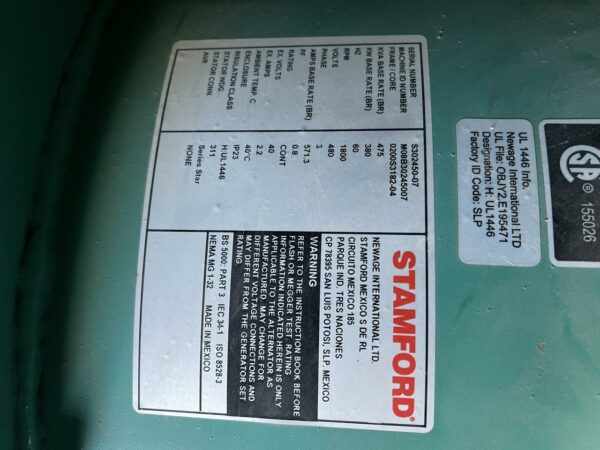 SERIAL NUMBER S302450-07
MACHINE ID NUMBER M08B30245007
FRAME / CORE 0200S3182-04
KVA BASE RATE (BR) 475
KW BASE RATE (BR) 380
HZ 60
RPM 1800
VOLTS 480
PHASE 3
AMPS BASE RATE (BR) 571.3
PF 0.8
RATING CONT
EX. VOLTS 40
EX. AMPS 2.2
AMBIENT TEMP. C 40°C
ENCLOSURE IP23
INSULATION CLASS H:UL1446
STATOR WDG. 311
STATOR CONN Series Star
AVR NONE
STAMFORD®
NEWAGE INTERNATIONAL LTD.
STAMFORD MEXICO S DE RL
CIRCUITO MEXICO 185
PARQUE IND. TRES NACIONES
CP 78395 SAN LUIS POTOSI, SLP. MEXICO
WARNING
REFER TO THE INSTRUCTION BOOK BEFORE
FLASH OR MEGGER TEST. RATING
INFORMATION INDICATED HEREIN IS ONLY
APPLICABLE TO THE ALTERNATOR AS
MANUFACTURED. MAY CHANGE FOR
DIFFERENT VOLTAGE CONNECTIONS AND
MAY DIFFER FROM THE GENERATOR SET
RATING
BS 5000: PART 3 IEC 34-1 ISO 8528-3
NEMA MG 1-32 MADE IN MEXICO
UL 1446 Info.
Newage International LTD
UL File: OBJY2.E195471
Designation: H: UL1446
Factory ID Code: SLP
155026